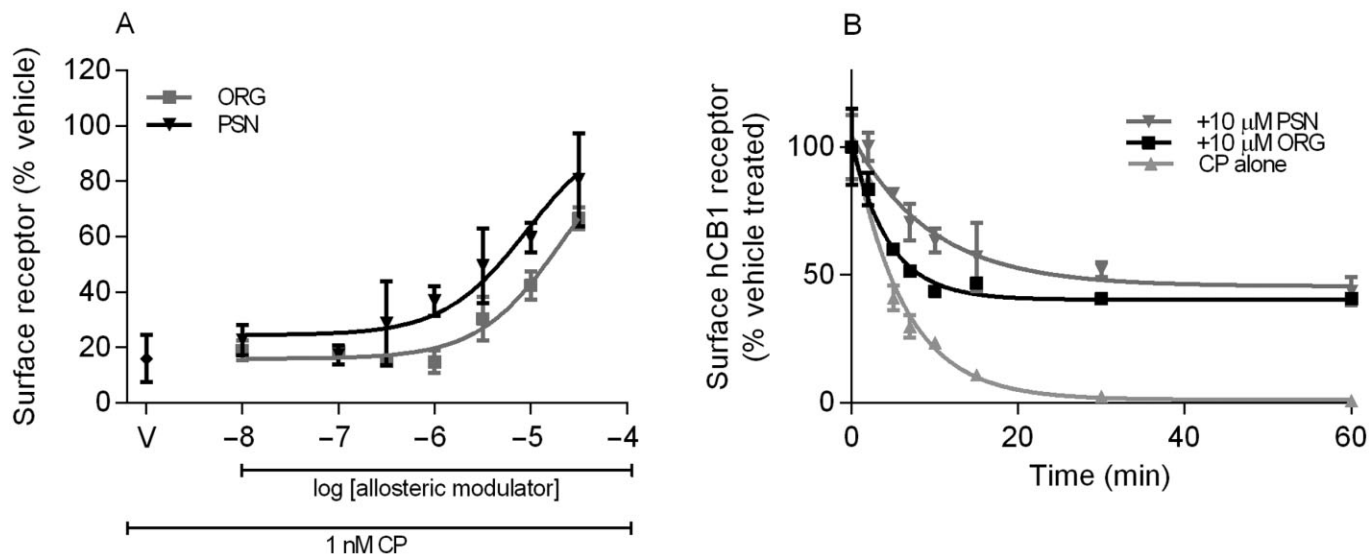 A
Surface receptor (% vehicle)
120
100
80
60
40
20
0
ORG
PSN
V
−8
−7
−6
−5
−4
log [allosteric modulator]
1 nM CP
B
Surface hCB1 receptor
(% vehicle treated)
100
50
0
+10 μM PSN
+10 μM ORG
CP alone
0
20
40
60
Time (min)